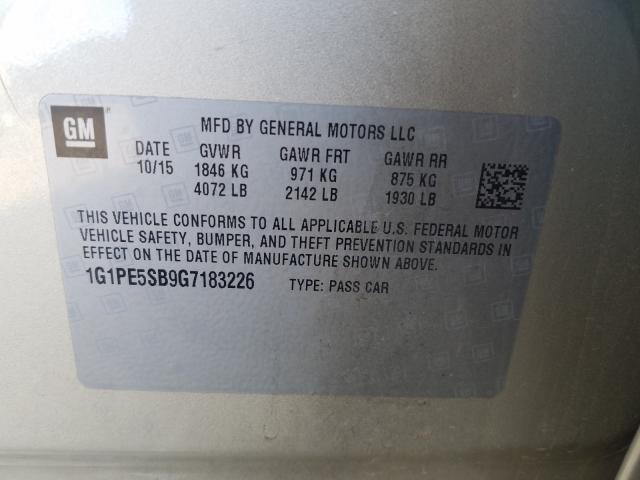 GM
MFD BY GENERAL MOTORS LLC
DATE GVWR GAWR FRT GAWR RR
10/15 1846 KG 971 KG 875 KG
4072 LB 2142 LB 1930 LB
THIS VEHICLE CONFORMS TO ALL APPLICABLE U.S. FEDERAL MOTOR
VEHICLE SAFETY, BUMPER, AND THEFT PREVENTION STANDARDS IN
EFFECT ON THE DATE OF MANUFACTURE SHOWN ABOVE.
1G1PE5SB9G7183226 TYPE: PASS CAR